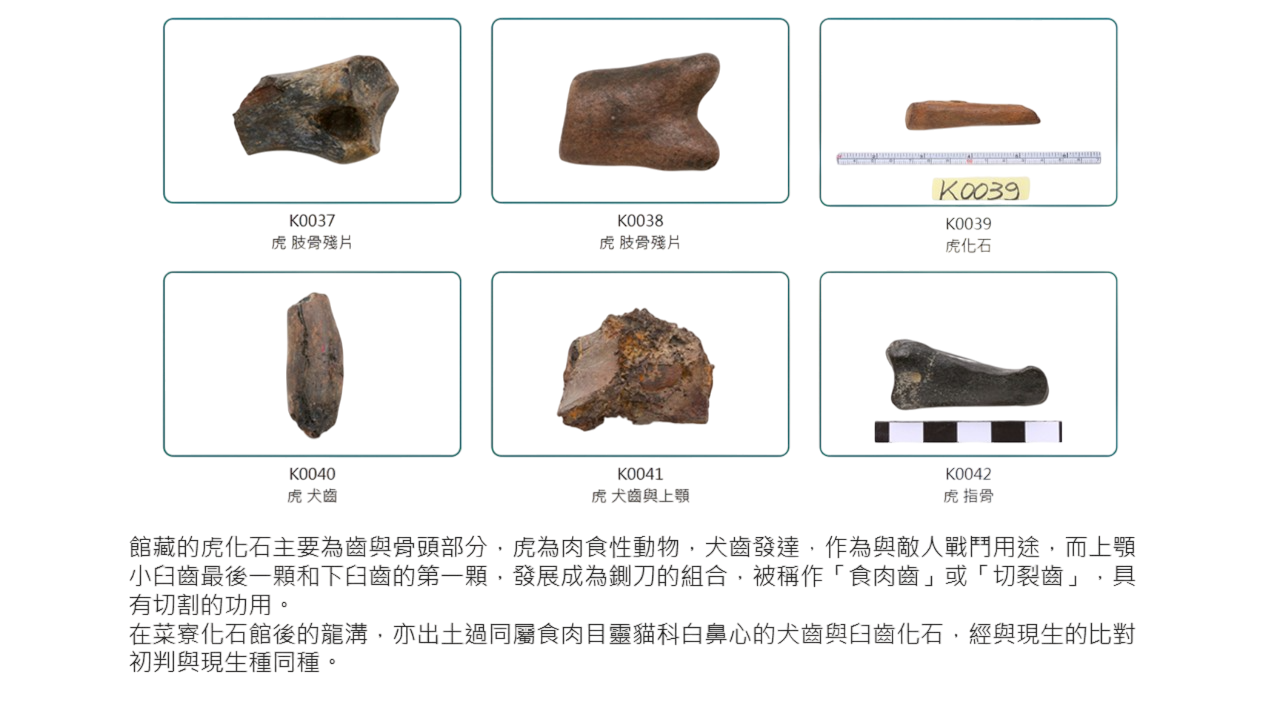 K0037
虎 肢骨殘片
K0038
虎 肢骨殘片
K0039
K0039
虎化石
K0040
虎 犬齒
K0041
虎 犬齒與上顎
K0042
虎 指骨
館藏的虎化石主要為齒與骨頭部分，虎為肉食性動物，犬齒發達，作為與敵人戰鬥用途，而上顎
小臼齒最後一顆和下臼齒的第一顆，發展成為鍘刀的組合，被稱作「食肉齒」或「切裂齒」，具
有切割的功用。
在菜寮化石館後的龍溝，亦出土過同屬食肉目靈貓科白鼻心的犬齒與臼齒化石，經與現生的比對
初判與現生種同種。